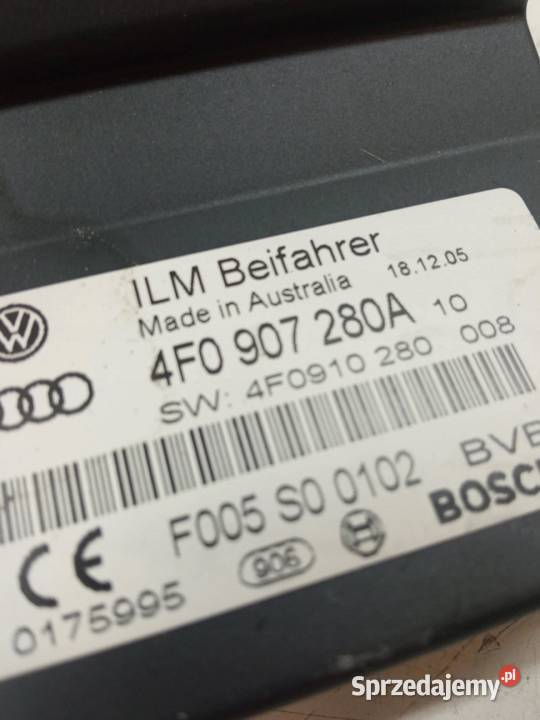 ILM Beifahrer
Made in Australia 18.12.05
4F0 907 280A 10
SW: 4F0910 280 008
F005 S0 0102
BOSCH
CE 906
0175995
Sprzedajemy.pl